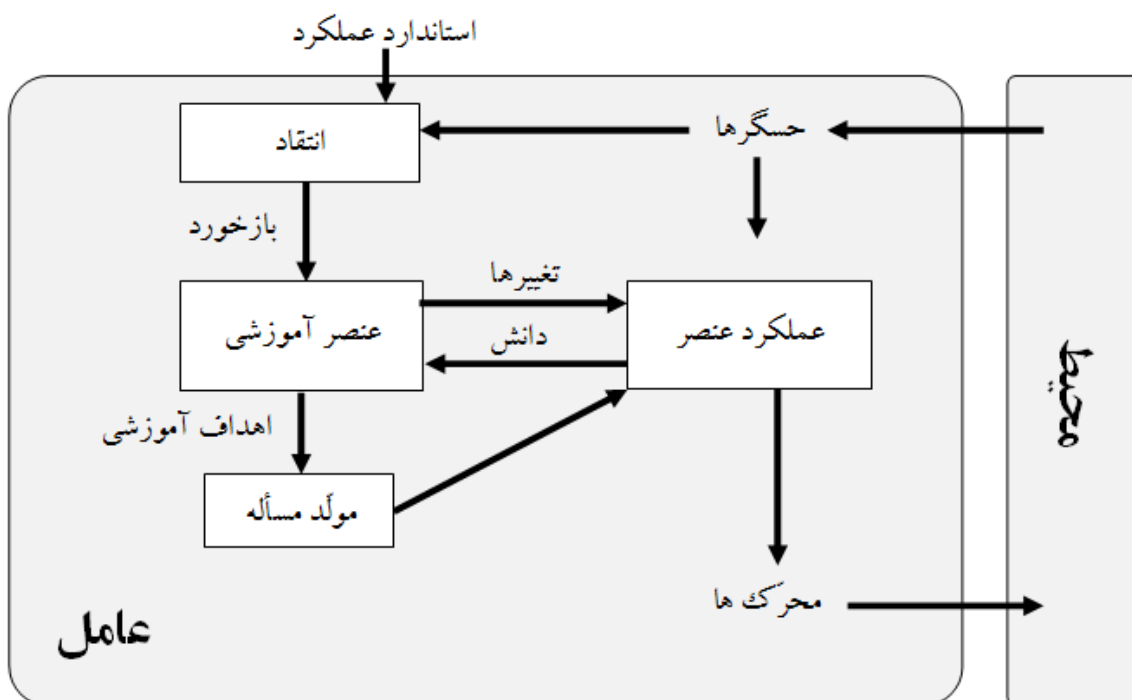 استاندارد عملکرد
حسگرها
انتقاد
بازخورد
تغییرها
عملکرد عنصر
عنصر آموزشی
دانش
محیط
اهداف آموزشی
مولّد مسأله
محرّک ها
عامل